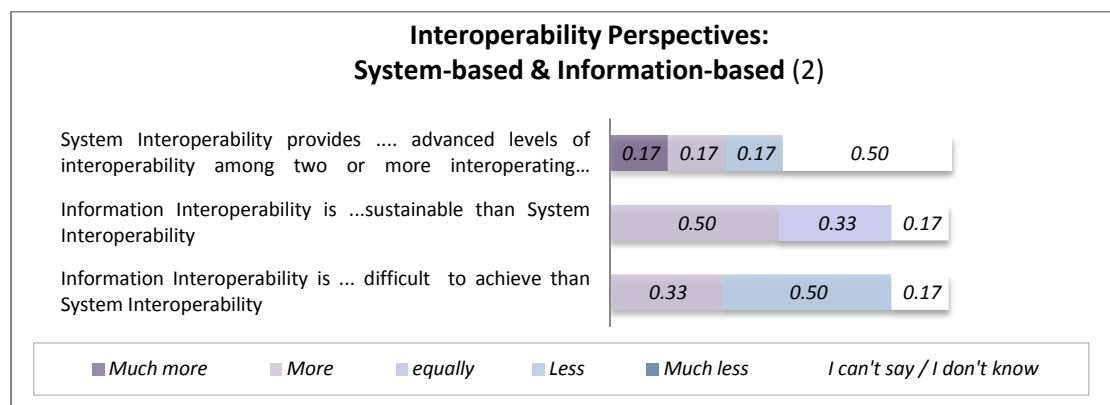 Interoperability Perspectives:
System-based & Information-based (2)
System Interoperability provides .... advanced levels of
interoperability among two or more interoperating…
0.17 0.17 0.17 0.50
Information Interoperability is ...sustainable than System
Interoperability
0.50 0.33 0.17
Information Interoperability is ... difficult to achieve than
System Interoperability
0.33 0.50 0.17
Much more More equally Less Much less I can't say / I don't know